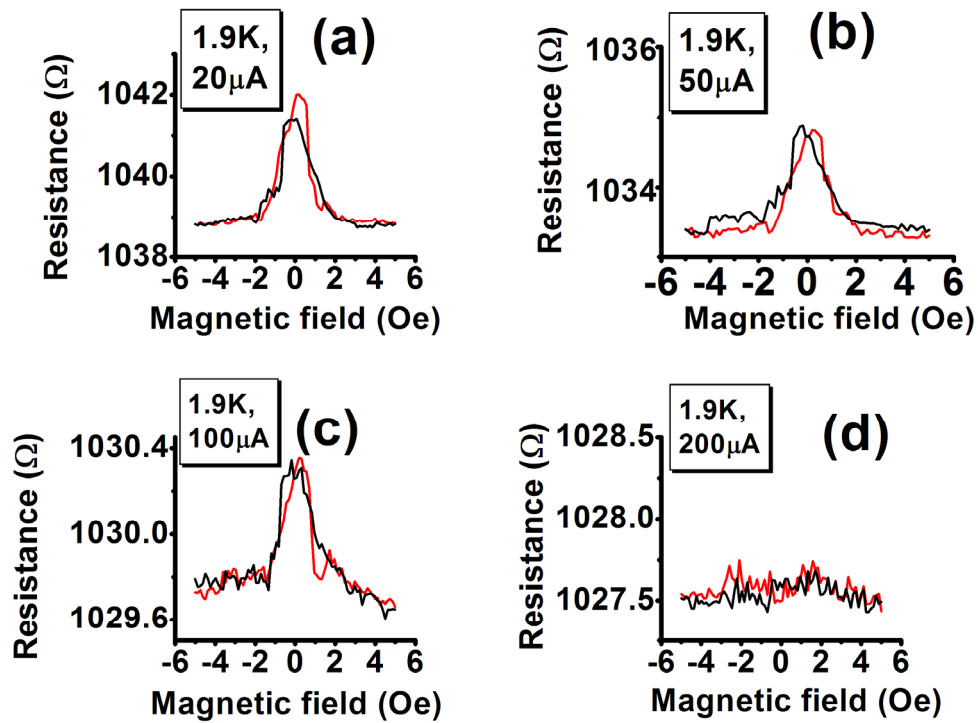 (a)
1.9K,
20μA
Resistance (Ω)
1042
1040
1038
-6 -4 -2 0 2 4 6
Magnetic field (Oe)
(b)
1.9K,
50μA
Resistance (Ω)
1036
1034
-6 -4 -2 0 2 4 6
Magnetic field (Oe)
(c)
1.9K,
100μA
Resistance (Ω)
1030.4
1030.0
1029.6
-6 -4 -2 0 2 4 6
Magnetic field (Oe)
(d)
1.9K,
200μA
Resistance (Ω)
1028.5
1028.0
1027.5
-6 -4 -2 0 2 4 6
Magnetic field (Oe)